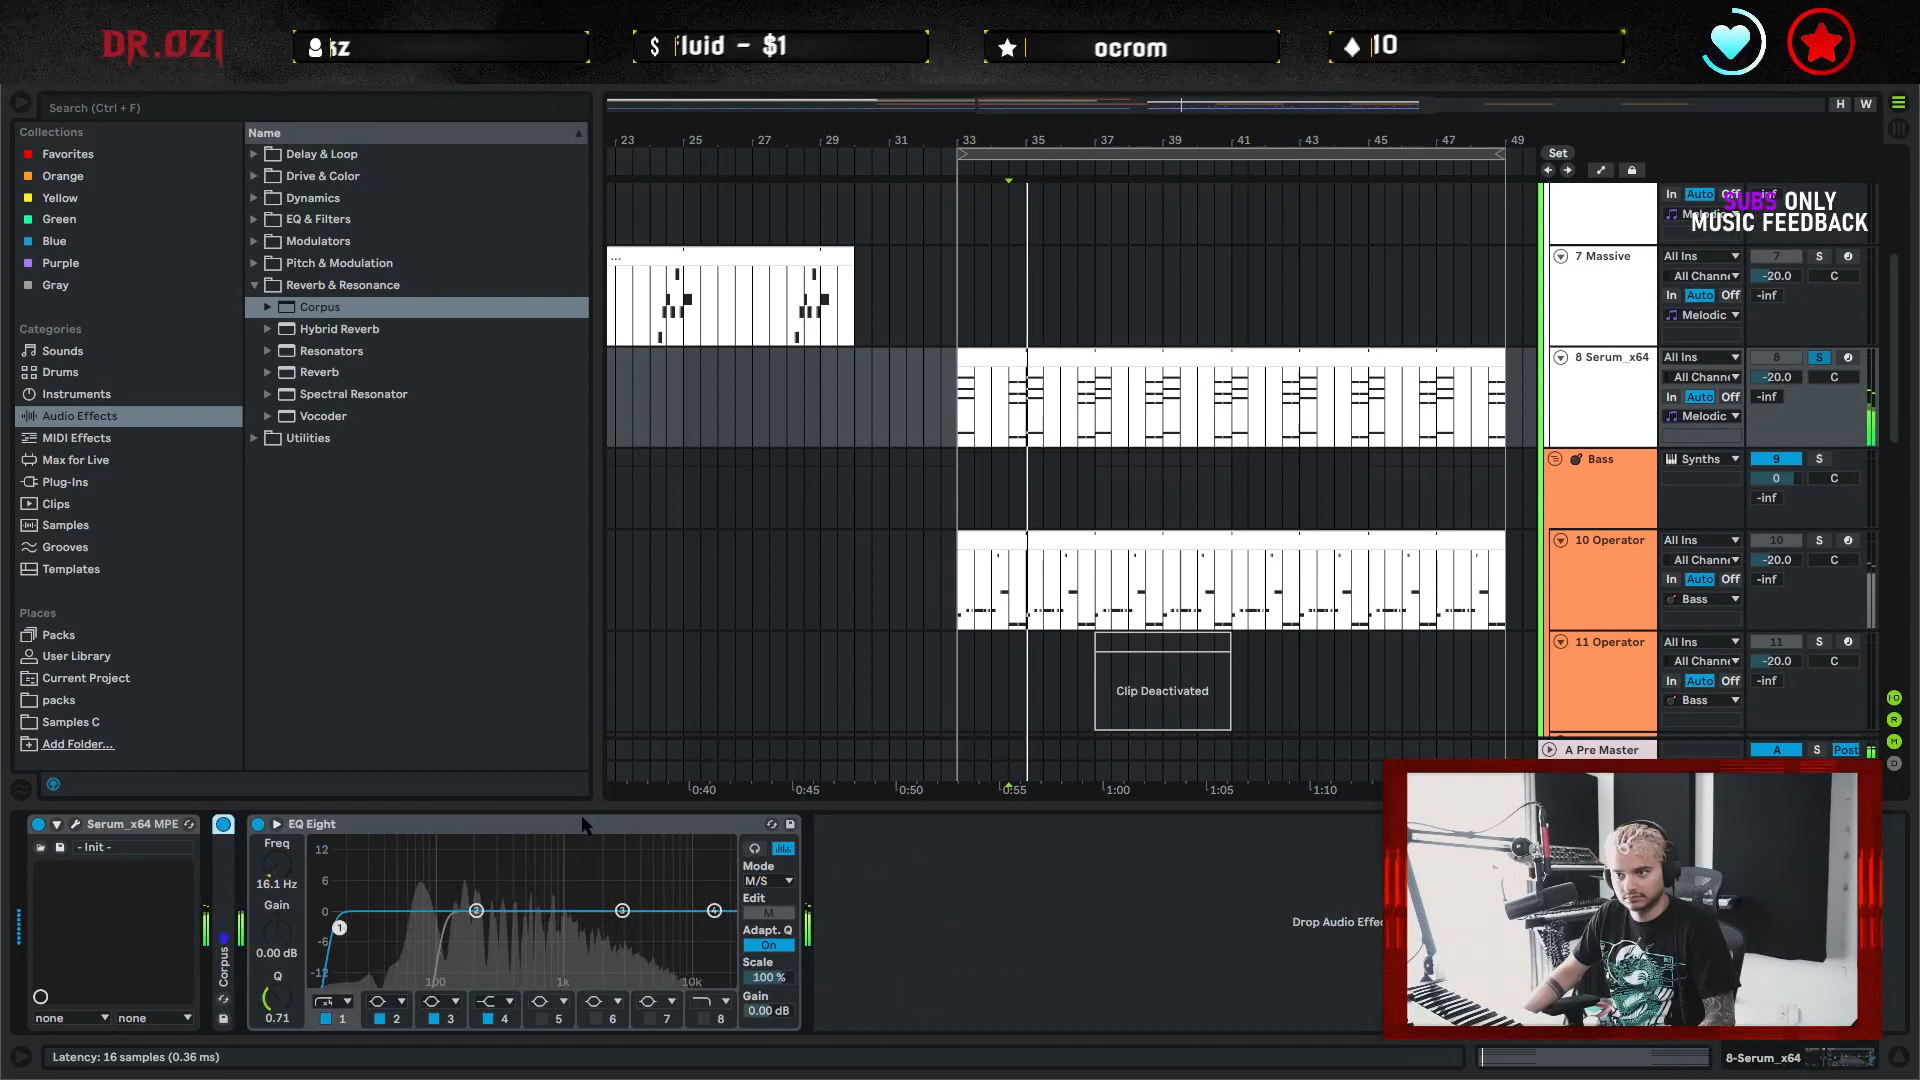 DR.OZI
kz
$ fluid - $1
ocrom
10
Search (Ctrl + F)
Collections
Favorites
Orange
Yellow
Green
Blue
Purple
Gray
Categories
Sounds
Drums
Instruments
Audio Effects
MIDI Effects
Max for Live
Plug-Ins
Clips
Samples
Grooves
Templates
Places
Packs
User Library
Current Project
packs
Samples C
Add Folder...
Name
Delay & Loop
Drive & Color
Dynamics
EQ & Filters
Modulators
Pitch & Modulation
Reverb & Resonance
Corpus
Hybrid Reverb
Resonators
Reverb
Spectral Resonator
Vocoder
Utilities
H W
23 25 27 29 31 33 35 37 39 41 43 45 47 49
Set
...
In Auto Off -inf
Melodic
SUBS ONLY
MUSIC FEEDBACK
7 Massive All Ins 7 S
All Channe -20.0 C
In Auto Off -inf
Melodic
8 Serum_x64 All Ins 8 S
All Channe -20.0 C
In Auto Off -inf
Melodic
Bass Synths 9 S
0 C
-inf
10 Operator All Ins 10 S
All Channe -20.0 C
In Auto Off -inf
Bass
11 Operator All Ins 11 S
All Channe -20.0 C
In Auto Off -inf
Bass
Clip Deactivated
A Pre Master A S Post
I-O
R
M
D
0:40 0:45 0:50 0:55 1:00 1:05 1:10
Serum_x64 MPE
- Init -
none none
Corpus
EQ Eight
Freq
16.1 Hz
Gain
0.00 dB
Q
0.71
12
6
0
-6
-12
100 1k 10k
1 2 3 4
1 2 3 4 5 6 7 8
Mode
M/S
Edit
M
Adapt. Q
On
Scale
100 %
Gain
0.00 dB
Drop Audio Effec
Latency: 16 samples (0.36 ms)
8-Serum_x64